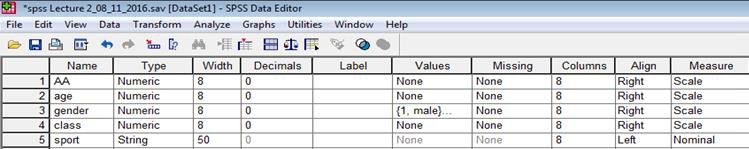 *spss Lecture 2_08_11_2016.sav [DataSet1] - SPSS Data Editor
File Edit View Data Transform Analyze Graphs Utilities Window Help
Name Type Width Decimals Label Values Missing Columns Align Measure
1 AA Numeric 8 0 None None 8 Right Scale
2 age Numeric 8 0 None None 8 Right Scale
3 gender Numeric 8 0 {1, male}... None 8 Right Scale
4 class Numeric 8 0 None None 8 Right Scale
5 sport String 50 0 None None 8 Left Nominal